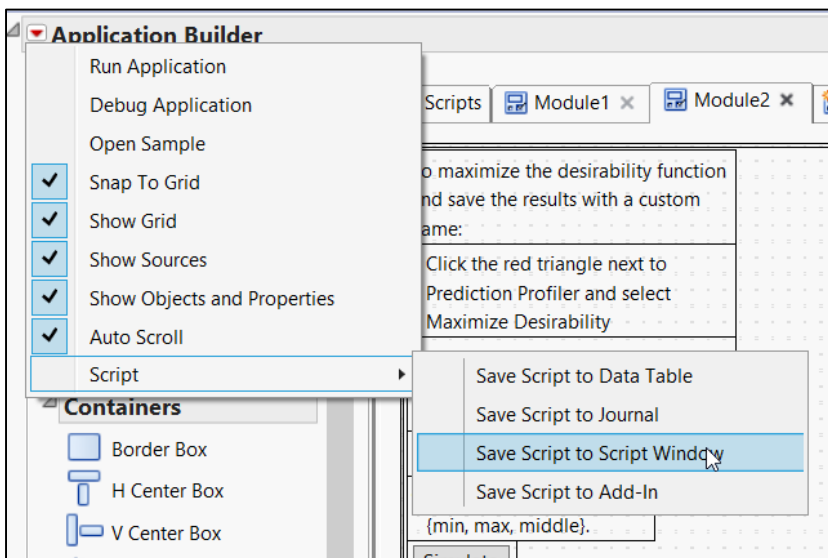 Application Builder
Run Application
Debug Application
Open Sample
Snap To Grid
Show Grid
Show Sources
Show Objects and Properties
Auto Scroll
Script
Containers
Border Box
H Center Box
V Center Box
Scripts
Module1
Module2
o maximize the desirability function
nd save the results with a custom
ame:
Click the red triangle next to
Prediction Profiler and select
Maximize Desirability
Save Script to Data Table
Save Script to Journal
Save Script to Script Window
Save Script to Add-In
{min, max, middle}.